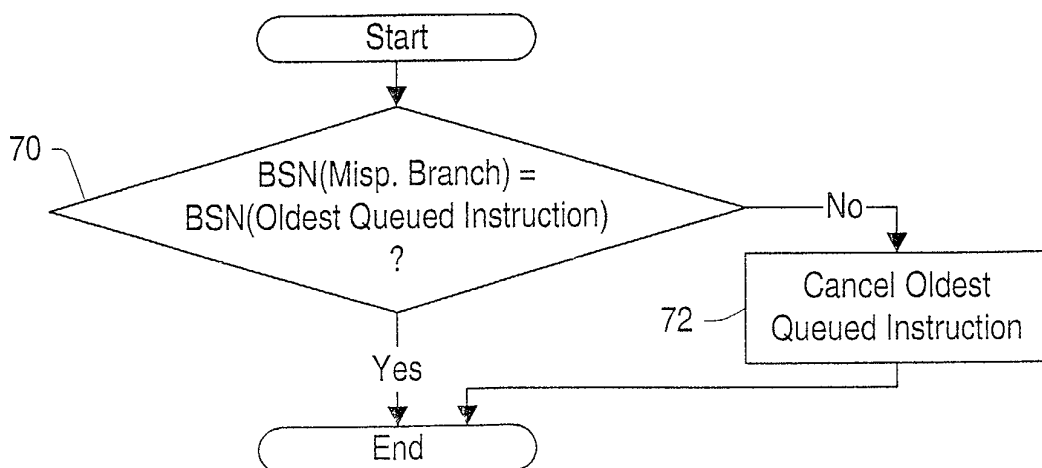 Start
70
BSN(Misp. Branch) =
BSN(Oldest Queued Instruction)
?
No
72
Cancel Oldest
Queued Instruction
Yes
End